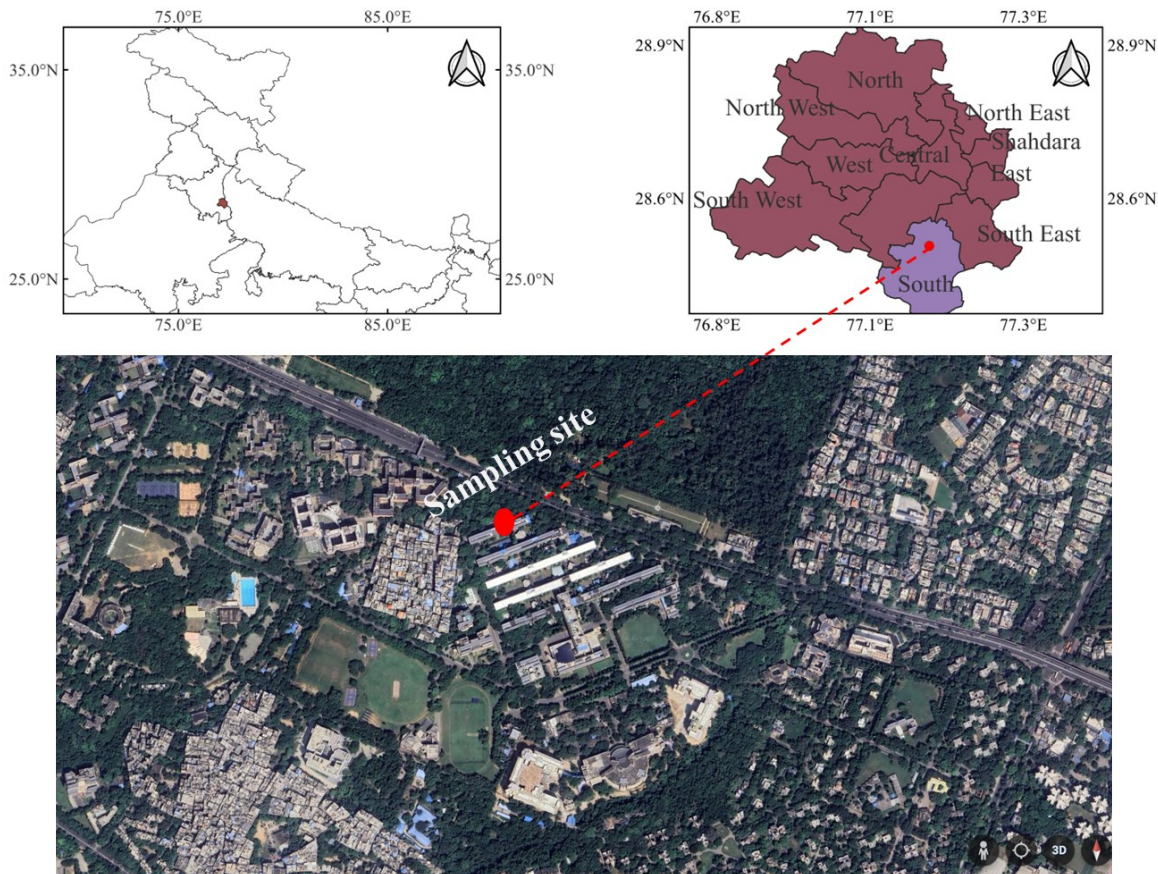 75.0°E 85.0°E
35.0°N 35.0°N
25.0°N 25.0°N
75.0°E 85.0°E
76.8°E 77.1°E 77.3°E
28.9°N 28.9°N
North
North West
North East
Shahdara
Central
West
East
28.6°N 28.6°N
South West
South East
South
76.8°E 77.1°E 77.3°E
Sampling site
3D